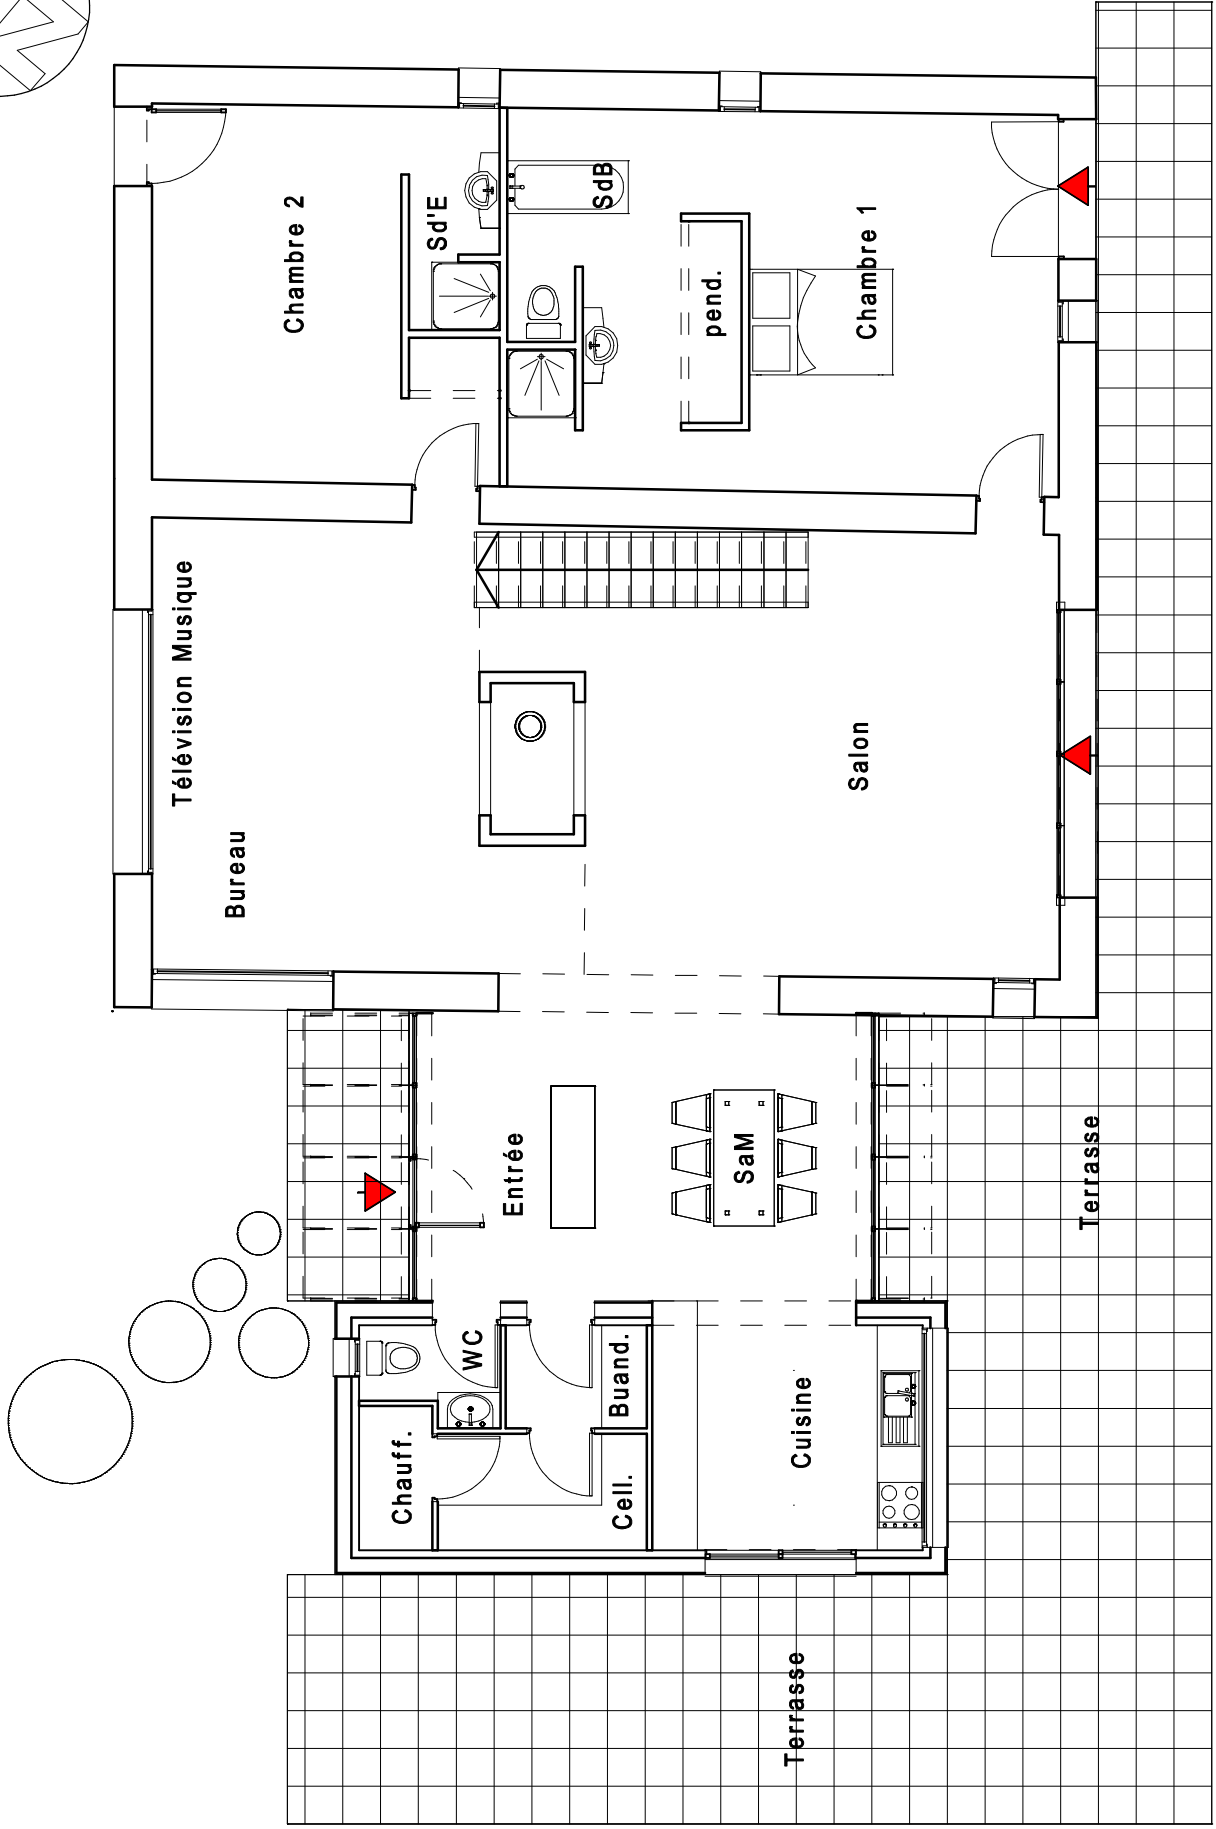 Télévision Musique
Bureau
Chambre 2
Chauff.
WC
Sd'E
Entrée
Cell.
Buand.
SdB
SaM
pend.
Terrasse
Cuisine
Salon
Chambre 1
Terrasse